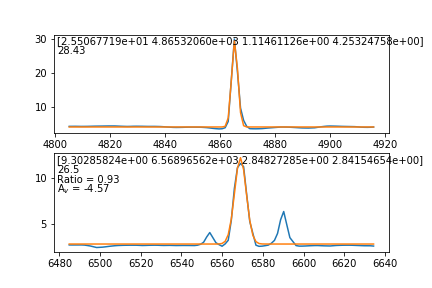 [2.55067719e+01 4.86532060e+03 1.11461126e+00 4.25324758e+00]
28.43
30
20
10
4800 4820 4840 4860 4880 4900 4920
[9.30285824e+00 6.56896562e+03 2.84827285e+00 2.84154654e+00]
26.5
Ratio = 0.93
Av = -4.57
10
5
6480 6500 6520 6540 6560 6580 6600 6620 6640